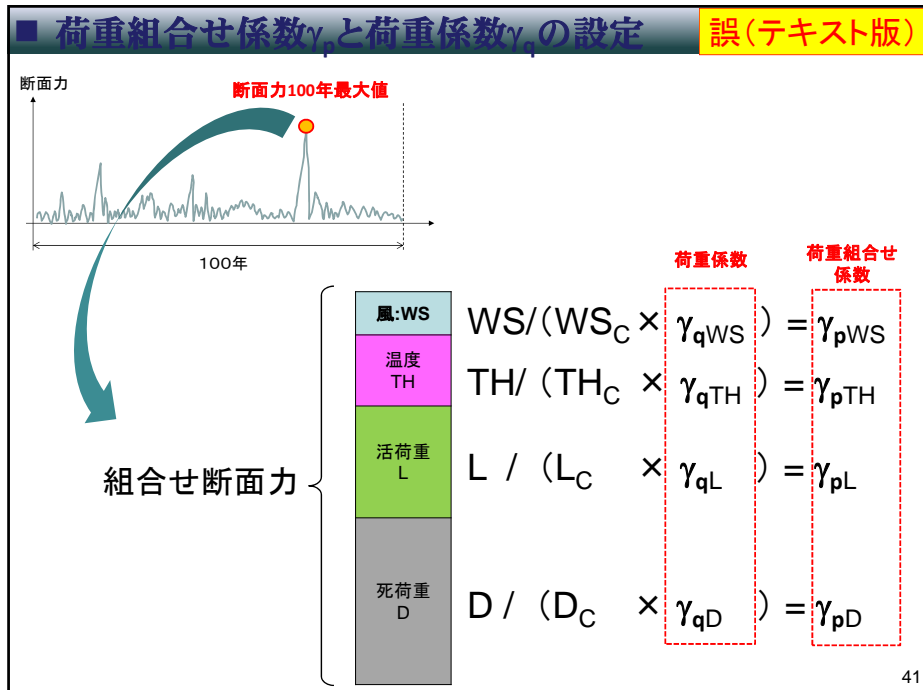 ■ 荷重組合せ係数γpと荷重係数γqの設定
誤(テキスト版)
断面力
断面力100年最大値
100年
荷重係数
荷重組合せ
係数
風:WS
WS/(WSC × γqWS ) = γpWS
温度
TH
TH/ (THC × γqTH ) = γpTH
組合せ断面力
活荷重
L
L / (LC × γqL ) = γpL
死荷重
D
D / (DC × γqD ) = γpD
41